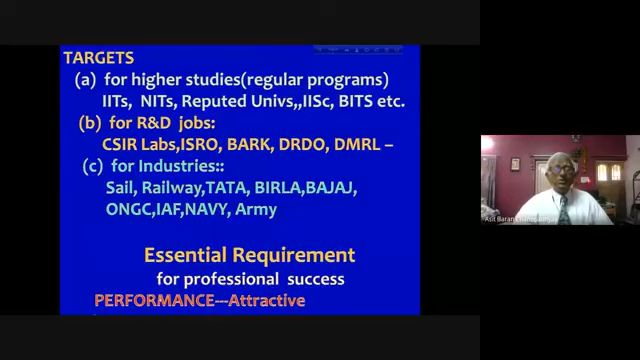 TARGETS
(a) for higher studies(regular programs)
IITs, NITs, Reputed Univs,,IISc, BITS etc.
(b) for R&D jobs:
CSIR Labs,ISRO, BARK, DRDO, DMRL –
(c) for Industries::
Sail, Railway,TATA, BIRLA,BAJAJ,
ONGC,IAF,NAVY, Army
Essential Requirement
for professional success
PERFORMANCE---Attractive
Asit Baran